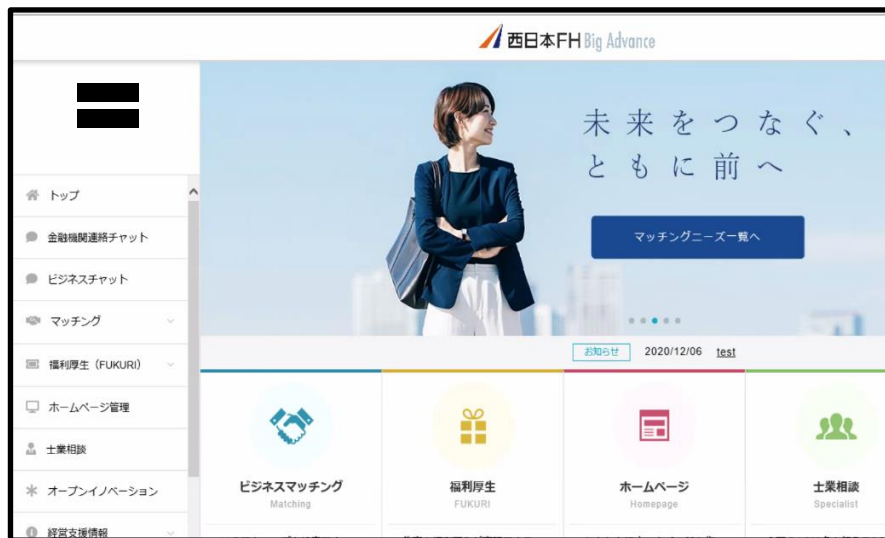 西日本FH Big Advance
未来をつなぐ、
ともに前へ
マッチングニーズ一覧へ
トップ
金融機関連絡チャット
ビジネスチャット
マッチング
福利厚生（FUKURI）
ホームページ管理
士業相談
オープンイノベーション
経営支援情報
お知らせ 2020/12/06 test
ビジネスマッチング
Matching
福利厚生
FUKURI
ホームページ
Homepage
士業相談
Specialist